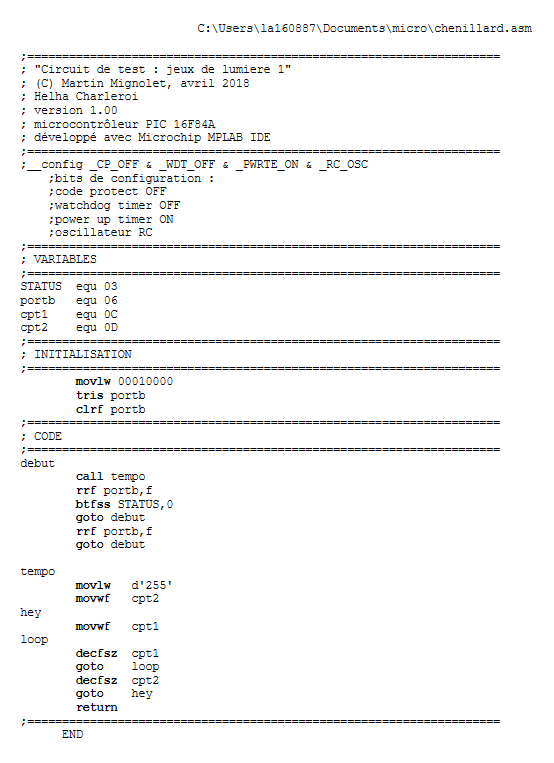 C:\Users\la160887\Documents\micro\chenillard.asm
;====================================================================
; "Circuit de test : jeux de lumiere 1"
; (C) Martin Mignolet, avril 2018
; Helha Charleroi
; version 1.00
; microcontrôleur PIC 16F84A
; développé avec Microchip MPLAB IDE
;====================================================================
;__config _CP_OFF & _WDT_OFF & _PWRTE_ON & _RC_OSC
    ;bits de configuration :
    ;code protect OFF
    ;watchdog timer OFF
    ;power up timer ON
    ;oscillateur RC
;====================================================================
; VARIABLES
;====================================================================
STATUS  equ 03
portb   equ 06
cpt1    equ 0C
cpt2    equ 0D
;====================================================================
; INITIALISATION
;====================================================================
        movlw 00010000
        tris portb
        clrf portb
;====================================================================
; CODE
;====================================================================
debut
        call tempo
        rrf portb,f
        btfss STATUS,0
        goto debut
        rrf portb,f
        goto debut
tempo
        movlw   d'255'
        movwf   cpt2
hey
        movwf   cpt1
loop
        decfsz  cpt1
        goto    loop
        decfsz  cpt2
        goto    hey
        return
;====================================================================
      END